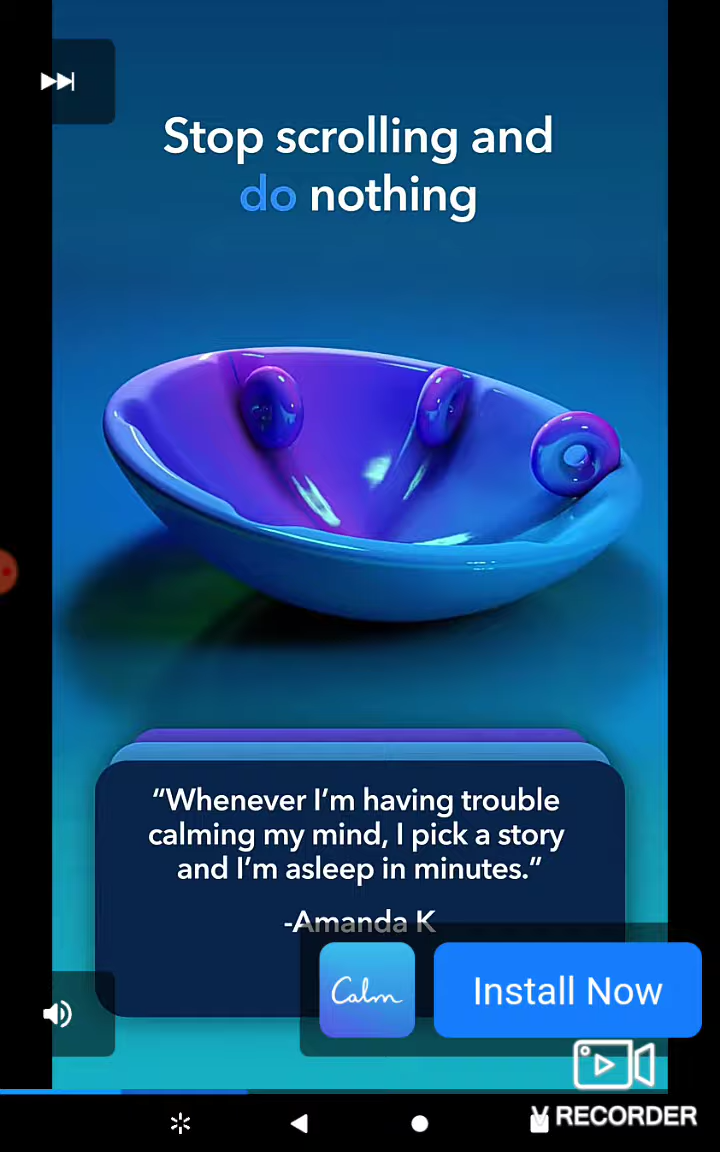 Stop scrolling and
do nothing
“Whenever I’m having trouble
calming my mind, I pick a story
and I’m asleep in minutes.”
-Amanda K
Calm
Install Now
V RECORDER